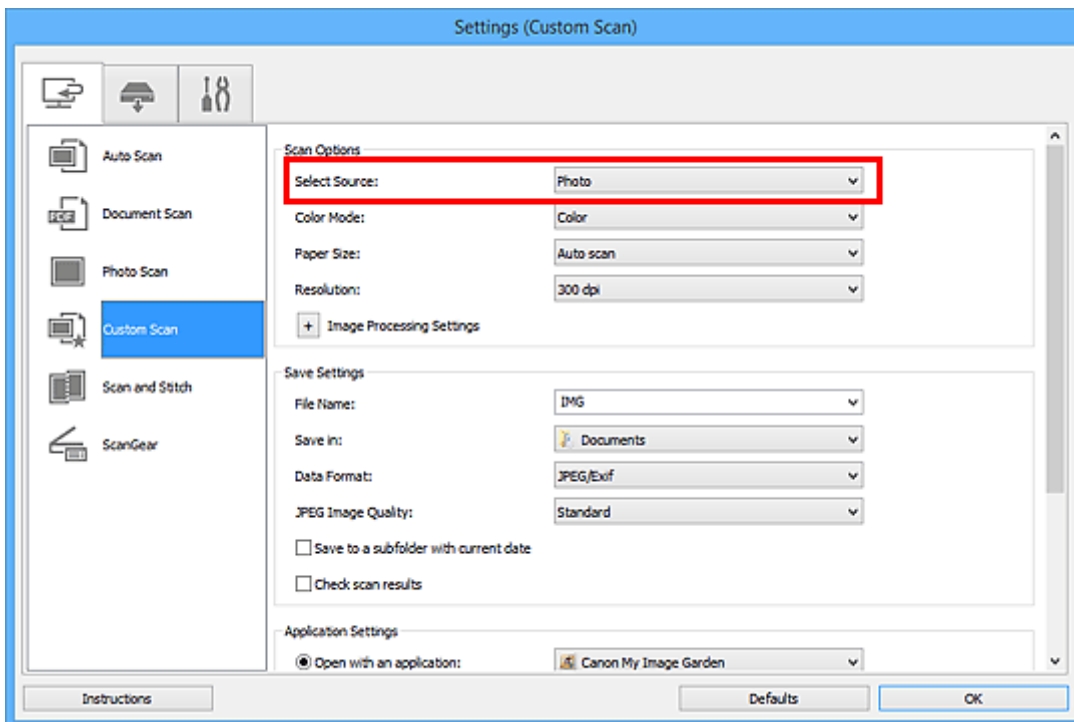 Settings (Custom Scan)
Auto Scan
PDF
Document Scan
Photo Scan
Custom Scan
Scan and Stitch
ScanGear
Scan Options
Select Source: Photo
Color Mode: Color
Paper Size: Auto scan
Resolution: 300 dpi
+ Image Processing Settings
Save Settings
File Name: IMG
Save in: Documents
Data Format: JPEG/Exif
JPEG Image Quality: Standard
Save to a subfolder with current date
Check scan results
Application Settings
Open with an application: Canon My Image Garden
Instructions Defaults OK